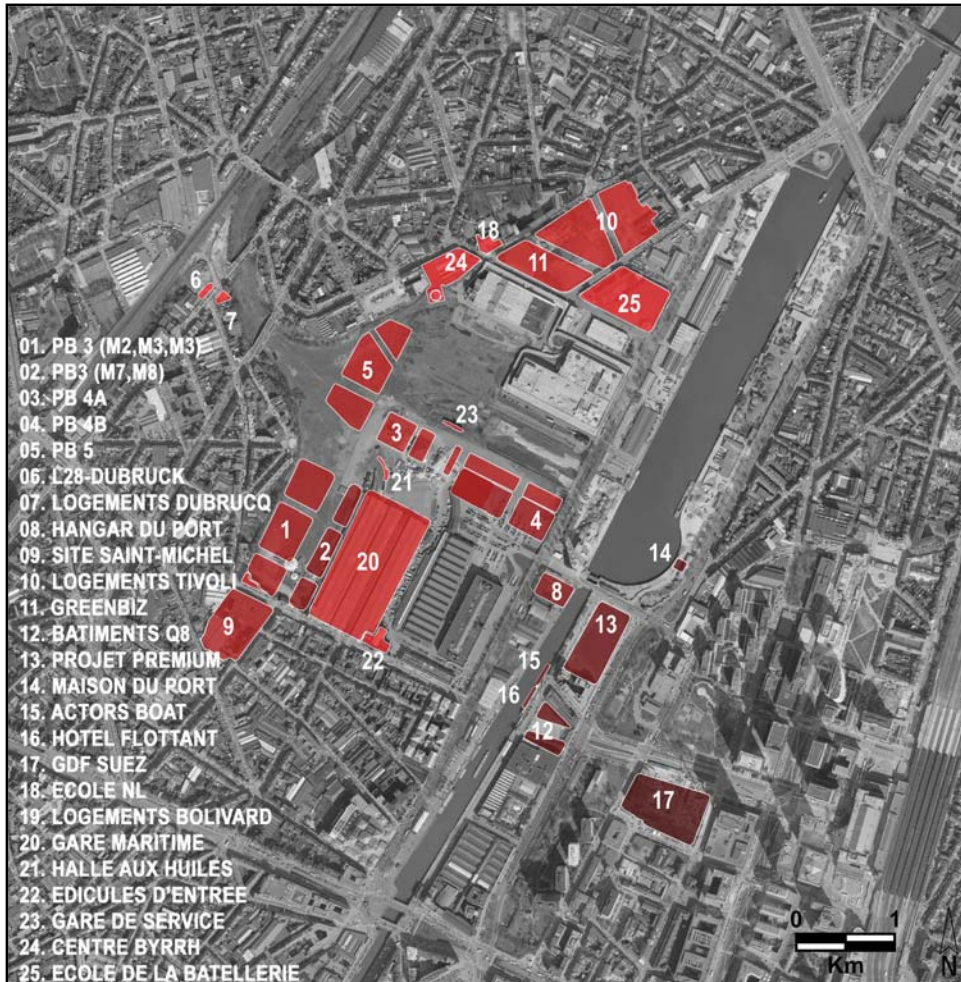 10
18
24
11
25
6
7
01. PB 3 (M2,M3,M3)
02. PB3 (M7,M8)
03. PB 4A
04. PB 4B
05. PB 5
06. L28-DUBRUCK
07. LOGEMENTS DUBRUCQ
08. HANGAR DU PORT
09. SITE SAINT-MICHEL
10. LOGEMENTS TIVOLI
11. GREENBIZ
12. BATIMENTS Q8
13. PROJET PREMIUM
14. MAISON DU PORT
15. ACTORS BOAT
16. HOTEL FLOTTANT
17. GDF SUEZ
18. ECOLE NL
19. LOGEMENTS BOLIVARD
20. GARE MARITIME
21. HALLE AUX HUILES
22. EDICULES D'ENTREE
23. GARE DE SERVICE
24. CENTRE BYRRH
25. ECOLE DE LA BATELLERIE
5
23
3
21
4
1
2
20
14
8
9
13
22
15
16
12
17
0 1
Km
N